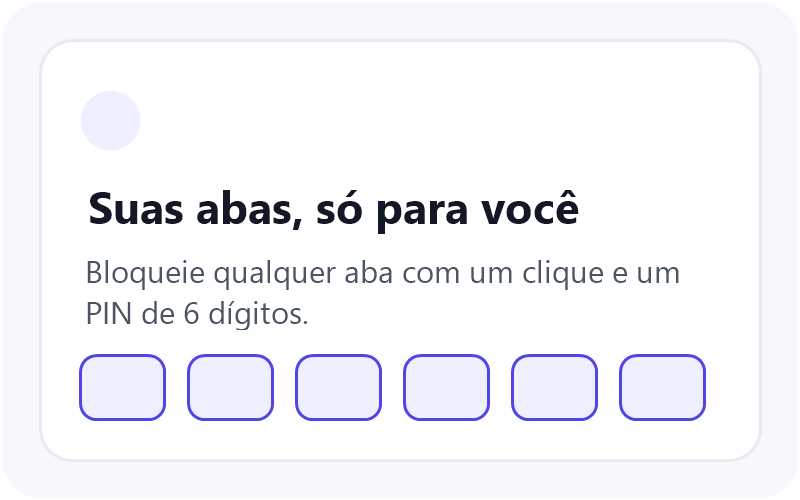 Suas abas, só para você
Bloqueie qualquer aba com um clique e um
PIN de 6 dígitos.